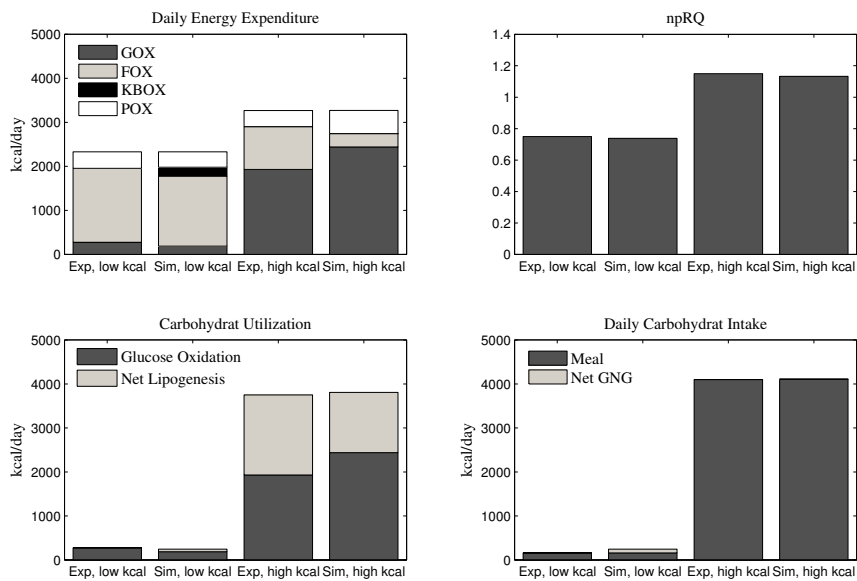 Daily Energy Expenditure
5000
4000
3000
2000
1000
0
kcal/day
GOX
FOX
KBOX
POX
Exp, low kcal Sim, low kcal Exp, high kcal Sim, high kcal
npRQ
1.4
1.2
1
0.8
0.6
0.4
0.2
0
Exp, low kcal Sim, low kcal Exp, high kcal Sim, high kcal
Carbohydrat Utilization
5000
4000
3000
2000
1000
0
kcal/day
Glucose Oxidation
Net Lipogenesis
Exp, low kcal Sim, low kcal Exp, high kcal Sim, high kcal
Daily Carbohydrat Intake
5000
4000
3000
2000
1000
0
kcal/day
Meal
Net GNG
Exp, low kcal Sim, low kcal Exp, high kcal Sim, high kcal